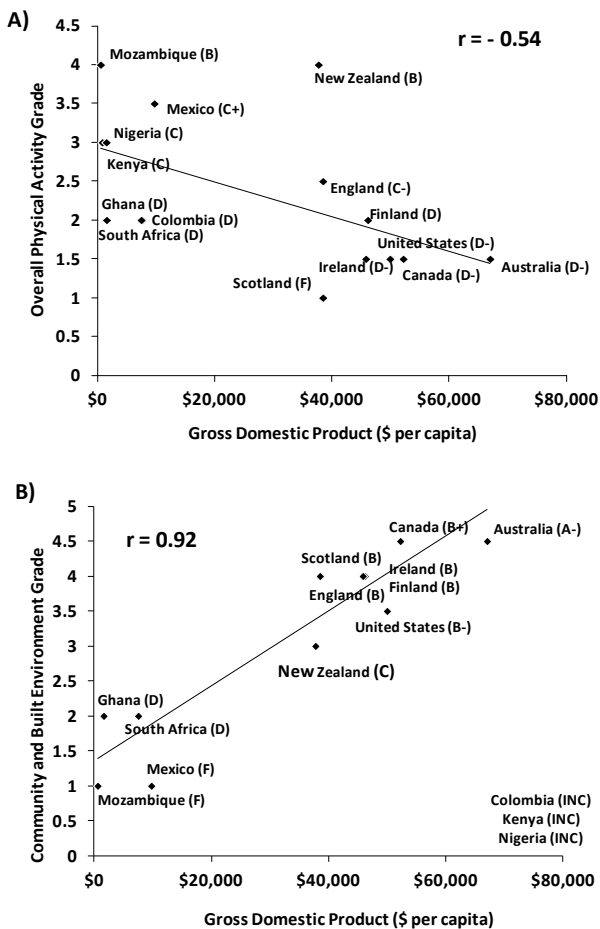 A)
r = - 0.54
Overall Physical Activity Grade
4.5
4
3.5
3
2.5
2
1.5
1
0.5
0
Mozambique (B)
New Zealand (B)
Mexico (C+)
Nigeria (C)
Kenya (C)
England (C-)
Ghana (D)
Colombia (D)
South Africa (D)
Finland (D)
United States (D-)
Ireland (D-)
Canada (D-)
Australia (D-)
Scotland (F)
$0
$20,000
$40,000
$60,000
$80,000
Gross Domestic Product ($ per capita)
B)
r = 0.92
Community and Built Environment Grade
5
4.5
4
3.5
3
2.5
2
1.5
1
0.5
0
Canada (B+)
Australia (A-)
Scotland (B)
Ireland (B)
England (B)
Finland (B)
United States (B-)
New Zealand (C)
Ghana (D)
South Africa (D)
Mexico (F)
Mozambique (F)
Colombia (INC)
Kenya (INC)
Nigeria (INC)
$0
$20,000
$40,000
$60,000
$80,000
Gross Domestic Product ($ per capita)